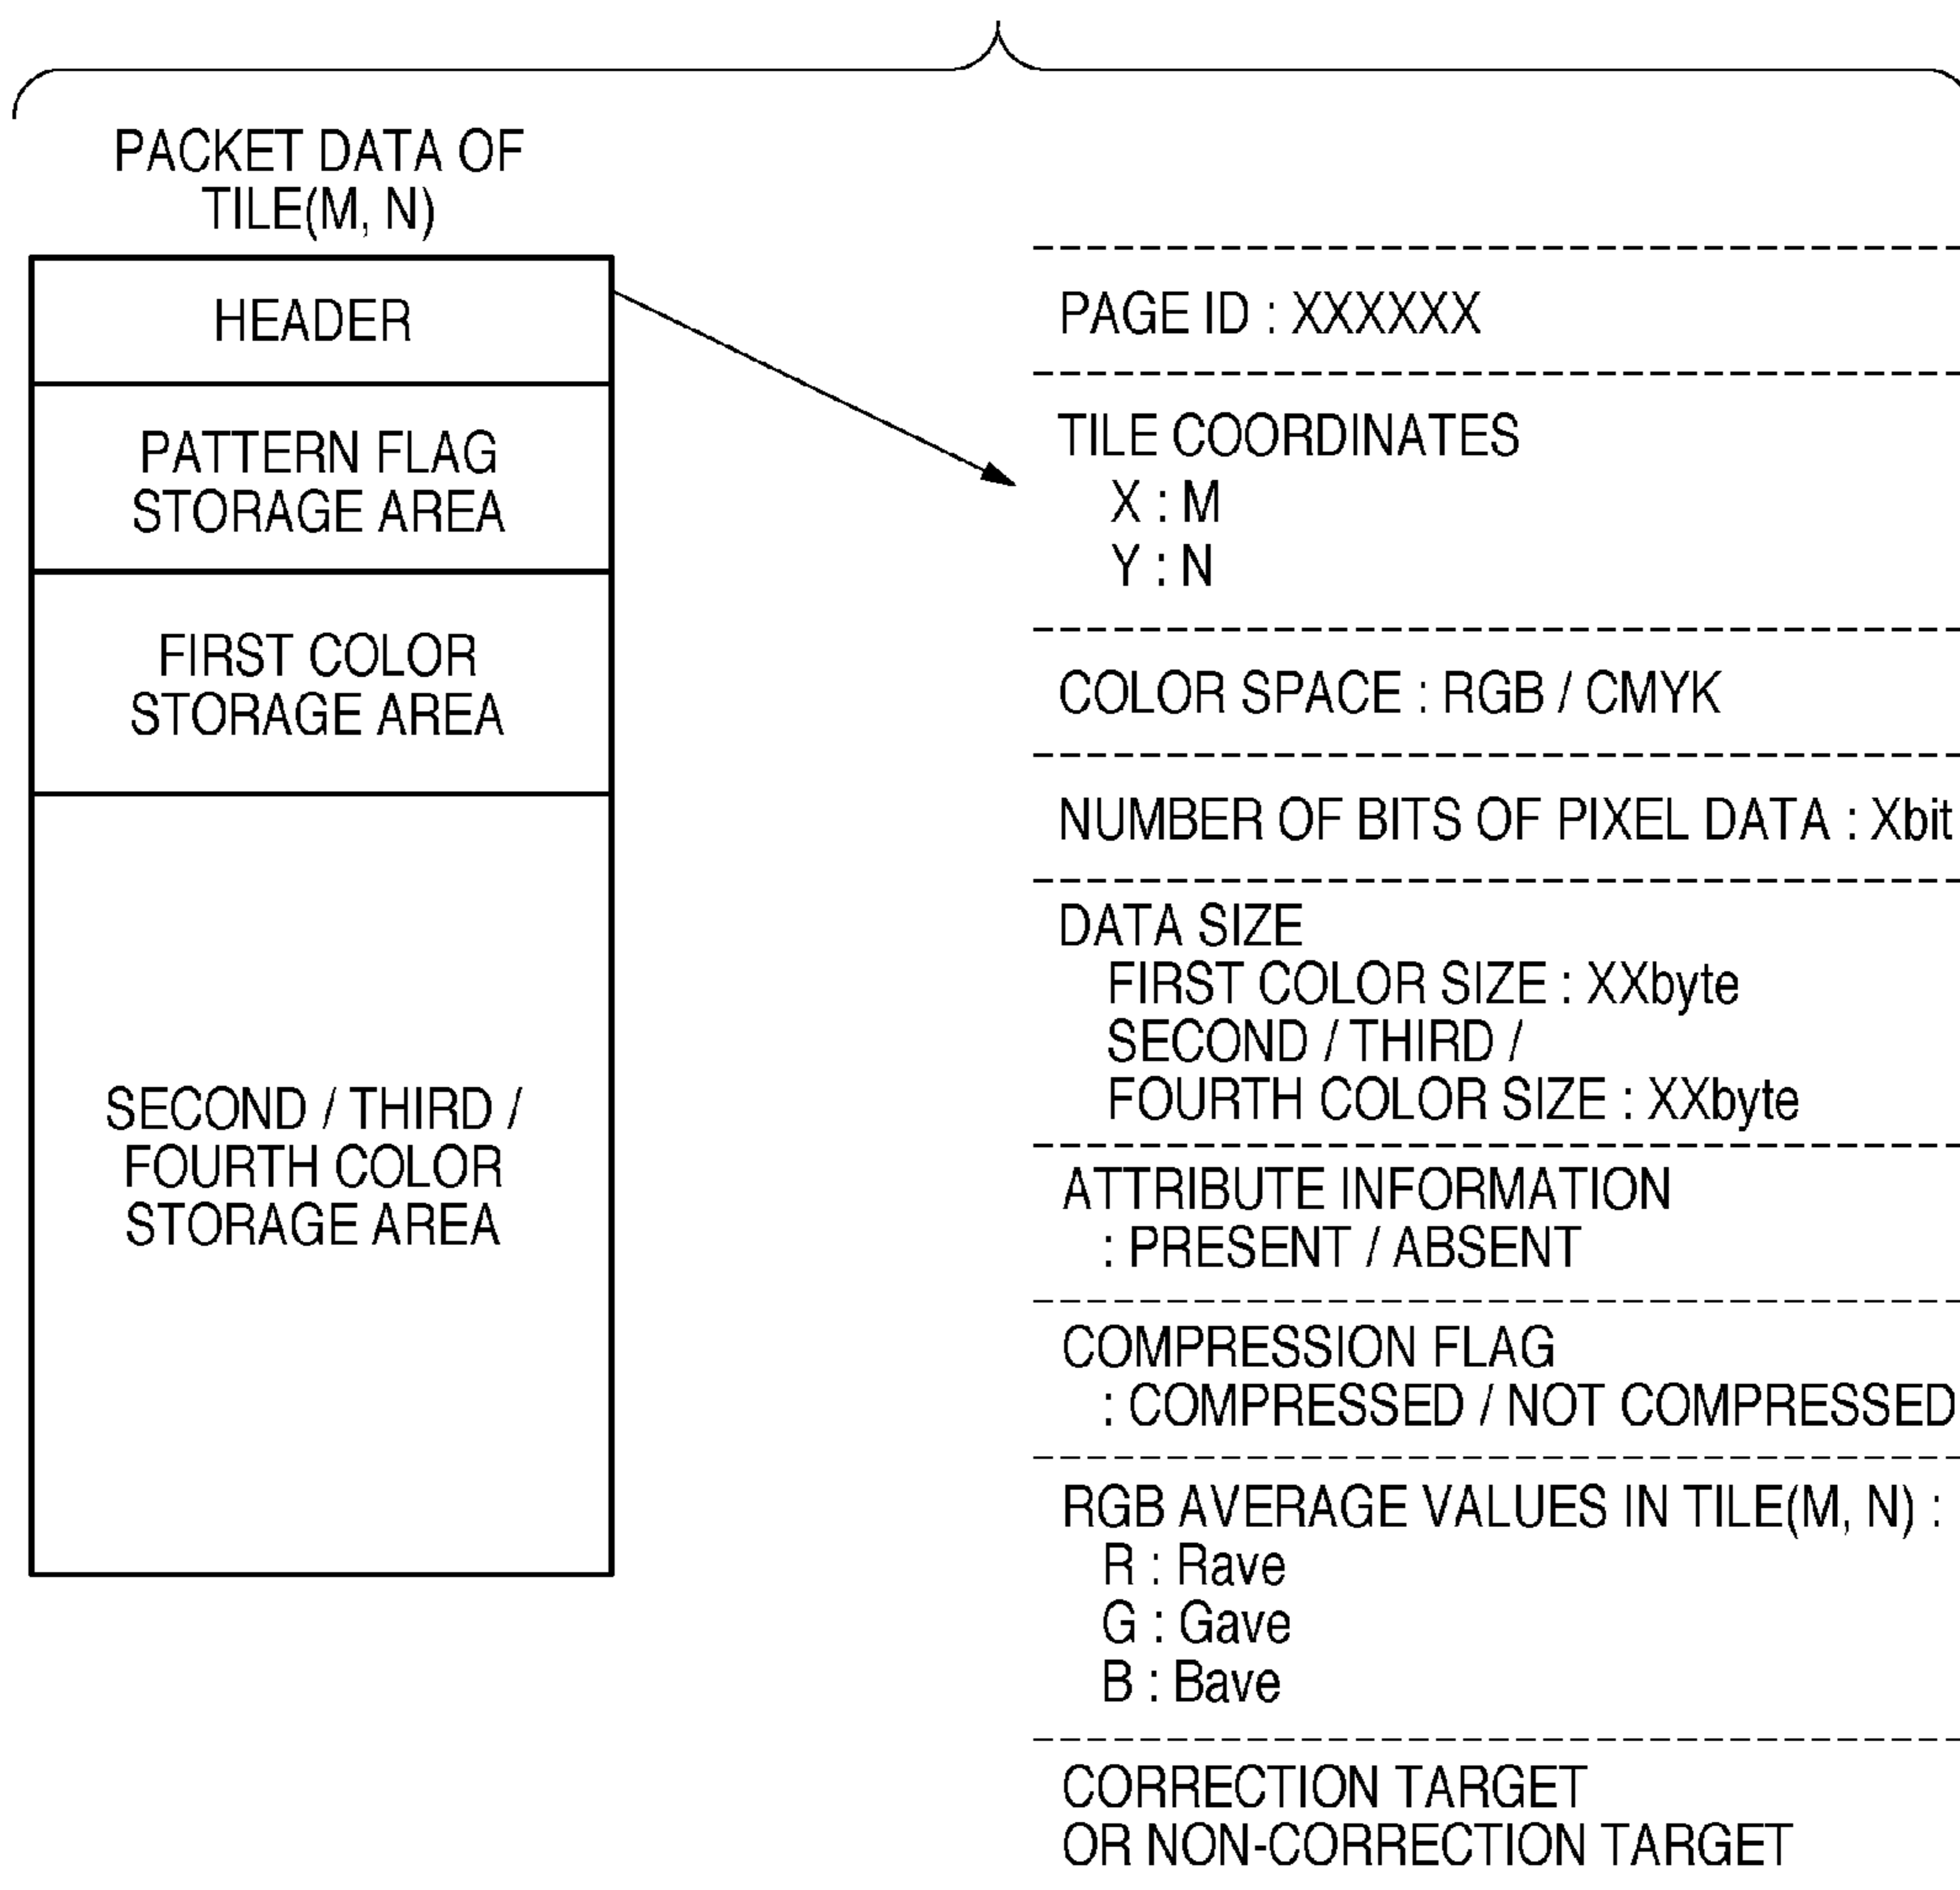 PACKET DATA OF
TILE(M, N)
HEADER
PATTERN FLAG
STORAGE AREA
FIRST COLOR
STORAGE AREA
SECOND / THIRD /
FOURTH COLOR
STORAGE AREA
PAGE ID : XXXXXX
TILE COORDINATES
X : M
Y : N
COLOR SPACE : RGB / CMYK
NUMBER OF BITS OF PIXEL DATA : Xbit
DATA SIZE
FIRST COLOR SIZE : XXbyte
SECOND / THIRD /
FOURTH COLOR SIZE : XXbyte
ATTRIBUTE INFORMATION
: PRESENT / ABSENT
COMPRESSION FLAG
: COMPRESSED / NOT COMPRESSED
RGB AVERAGE VALUES IN TILE(M, N) :
R : Rave
G : Gave
B : Bave
CORRECTION TARGET
OR NON-CORRECTION TARGET